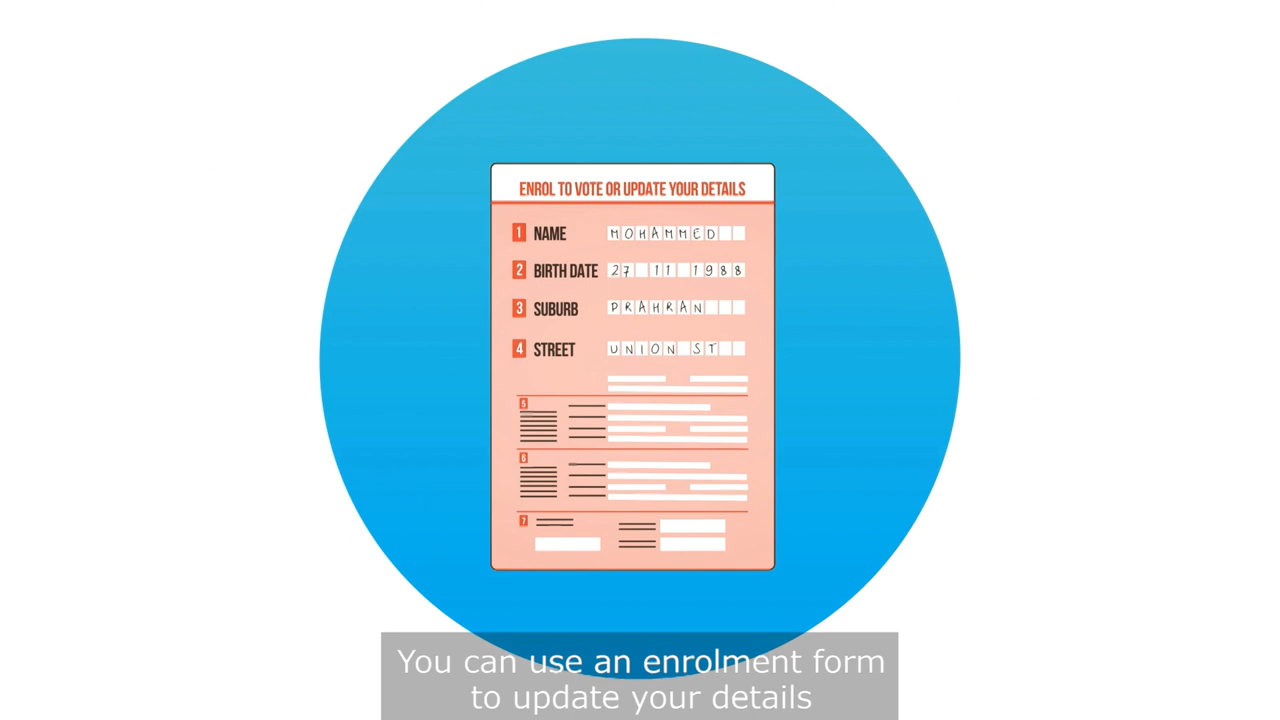 ENROL TO VOTE OR UPDATE YOUR DETAILS
1 NAME MOHAMMED
2 BIRTH DATE 27 11 1988
3 SUBURB PRAHRAN
4 STREET UNION ST
5
6
7
You can use an enrolment form
to update your details